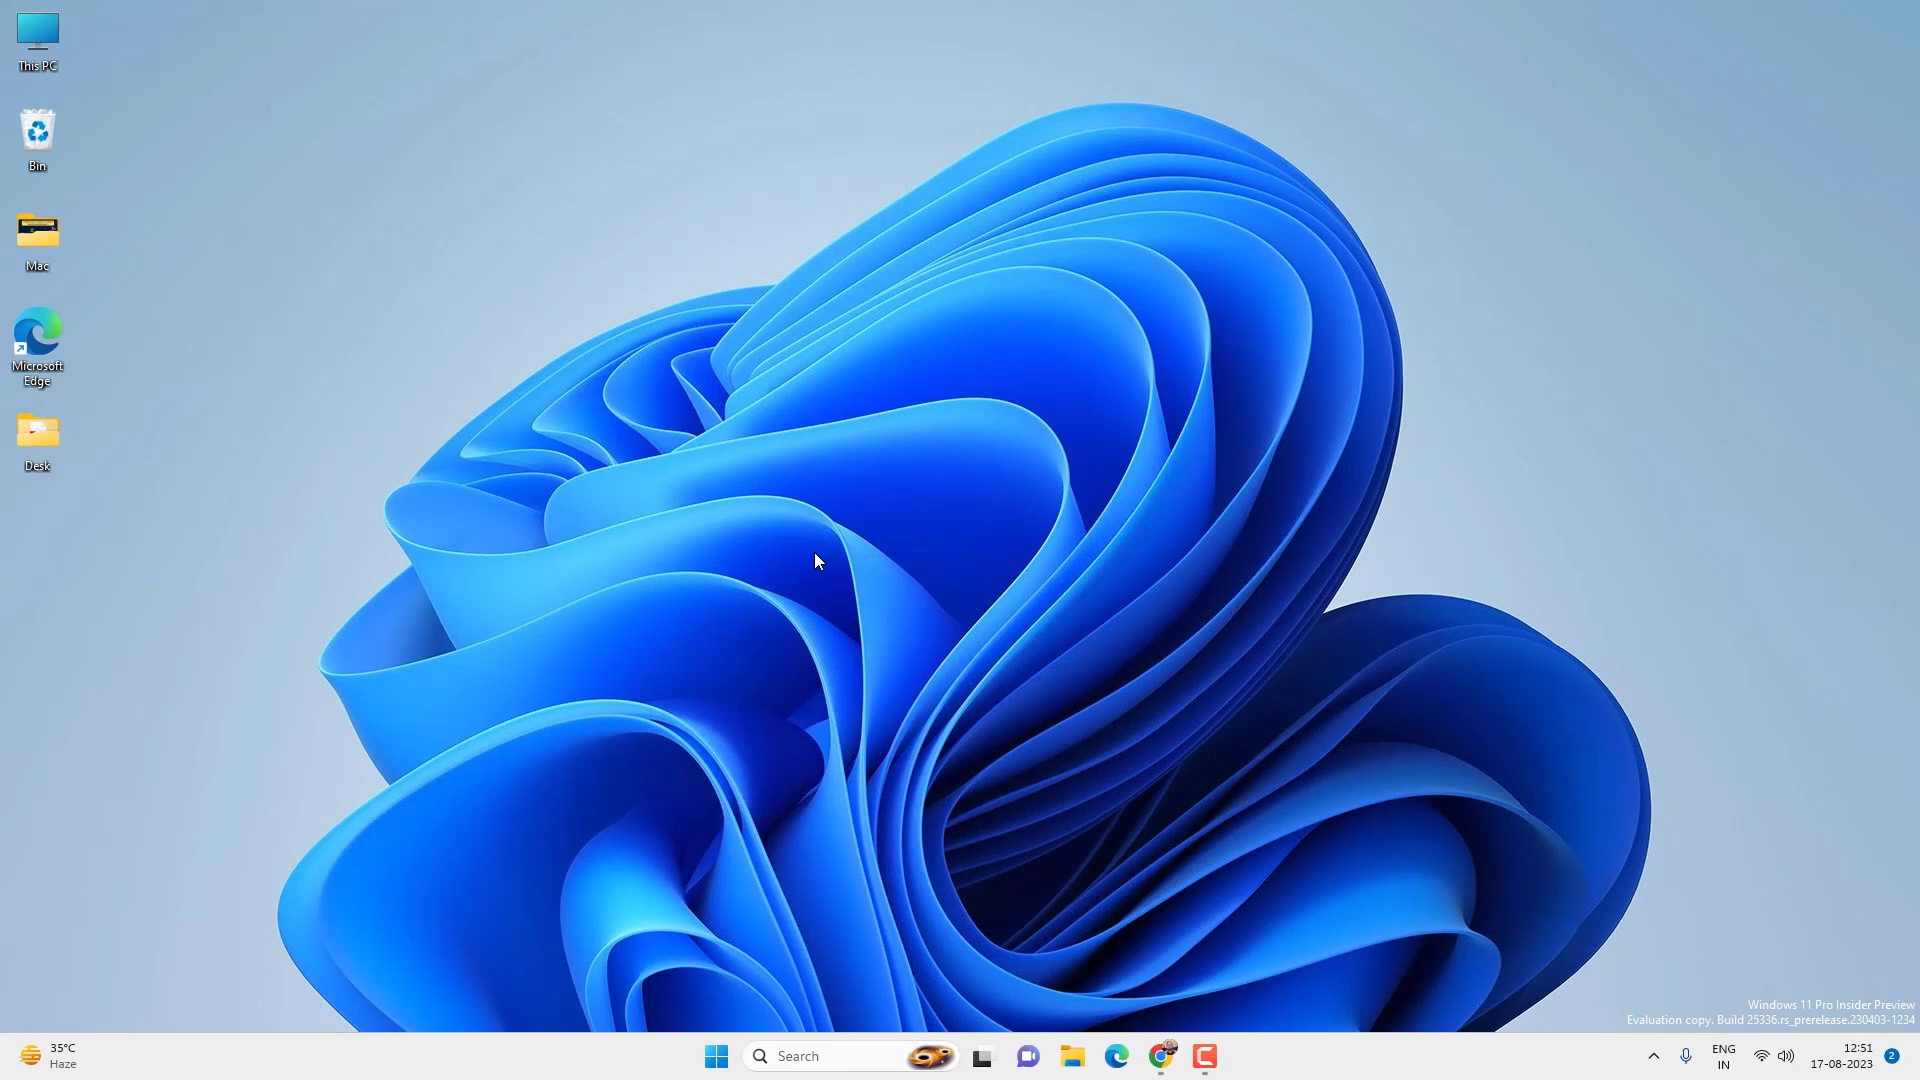 This PC
Bin
Mac
Microsoft
Edge
Desk
Windows 11 Pro Insider Preview
Evaluation copy. Build 25336.rs_prerelease.230403-1234
35°C
Haze
Search
ENG
IN
12:51
17-08-2023
2